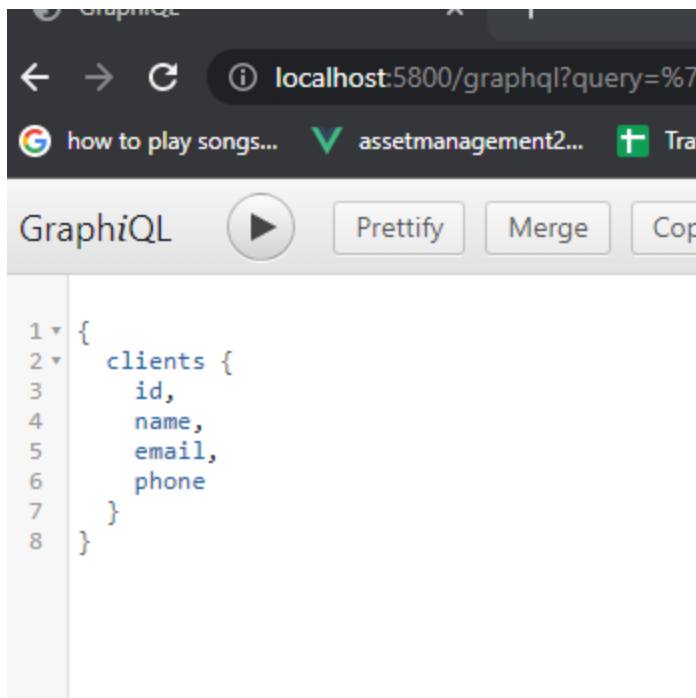 GraphiQL
localhost:5800/graphql?query=%7
how to play songs... assetmanagement2... Tra
GraphiQL Prettify Merge Cop
1 {
2 clients {
3 id,
4 name,
5 email,
6 phone
7 }
8 }